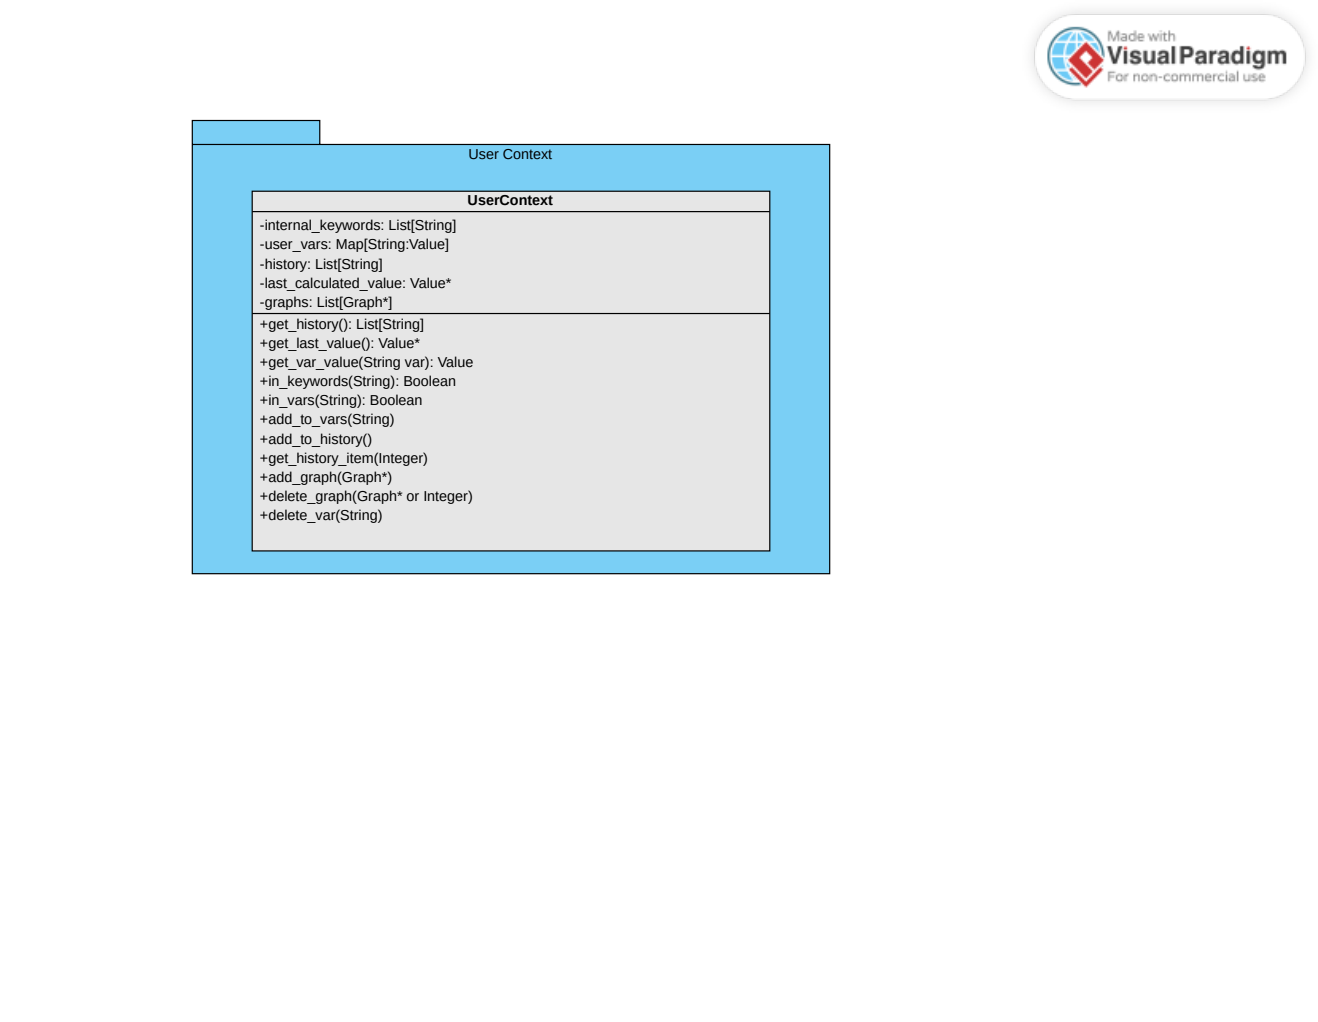 Made with
Visual Paradigm
For non-commercial use
User Context
UserContext
-internal_keywords: List[String]
-user_vars: Map[String:Value]
-history: List[String]
-last_calculated_value: Value*
-graphs: List[Graph*]
+get_history(): List[String]
+get_last_value(): Value*
+get_var_value(String var): Value
+in_keywords(String): Boolean
+in_vars(String): Boolean
+add_to_vars(String)
+add_to_history()
+get_history_item(Integer)
+add_graph(Graph*)
+delete_graph(Graph* or Integer)
+delete_var(String)